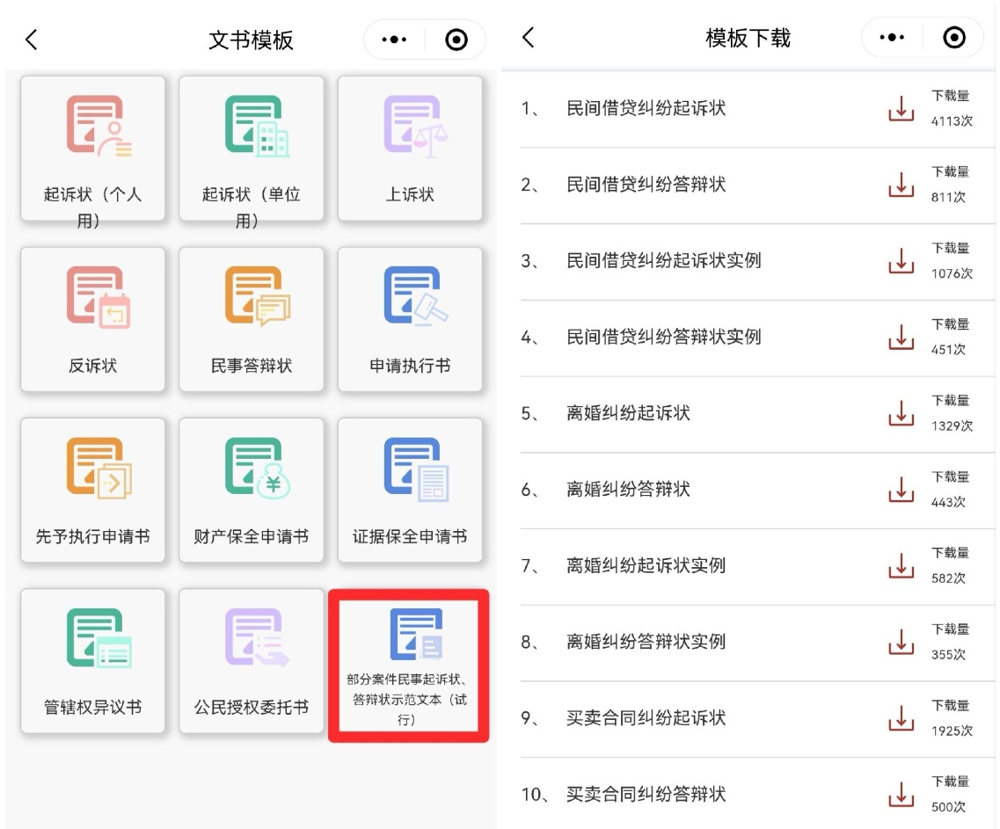 文书模板
起诉状（个人
用）
起诉状（单位
用）
上诉状
反诉状
民事答辩状
申请执行书
先予执行申请书
¥
财产保全申请书
证据保全申请书
管辖权异议书
公民授权委托书
部分案件民事起诉状、
答辩状示范文本（试
行）
模板下载
1、 民间借贷纠纷起诉状
下载量
4113次
2、 民间借贷纠纷答辩状
下载量
811次
3、 民间借贷纠纷起诉状实例
下载量
1076次
4、 民间借贷纠纷答辩状实例
下载量
451次
5、 离婚纠纷起诉状
下载量
1329次
6、 离婚纠纷答辩状
下载量
443次
7、 离婚纠纷起诉状实例
下载量
582次
8、 离婚纠纷答辩状实例
下载量
355次
9、 买卖合同纠纷起诉状
下载量
1925次
10、 买卖合同纠纷答辩状
下载量
500次